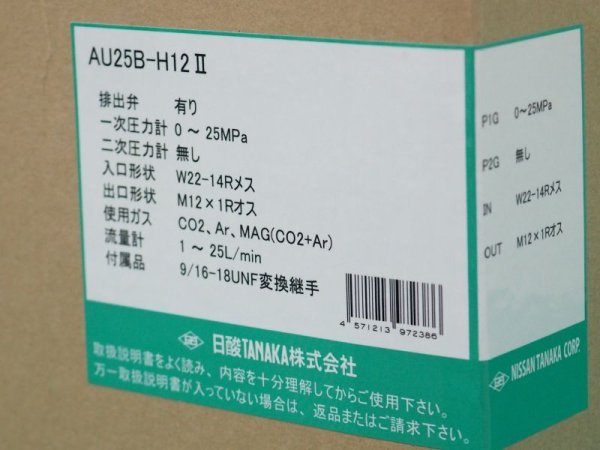 AU25B-H12Ⅱ
排出弁 有り
一次圧力計 0～25MPa
二次圧力計 無し
入口形状 W22-14Rメス
出口形状 M12×1Rオス
使用ガス CO2、Ar、MAG(CO2+Ar)
流量計 1～25L/min
付属品 9/16-18UNF変換継手
4 571213 972386
日酸TANAKA株式会社
取扱説明書をよく読み、内容を十分理解してからご使用下さい。
万一取扱説明書が入っていない場合は、返品またはご請求下さい。
P1G 0～25MPa
P2G 無し
IN W22-14Rメス
OUT M12×1Rオス
NISSAN TANAKA CORP.